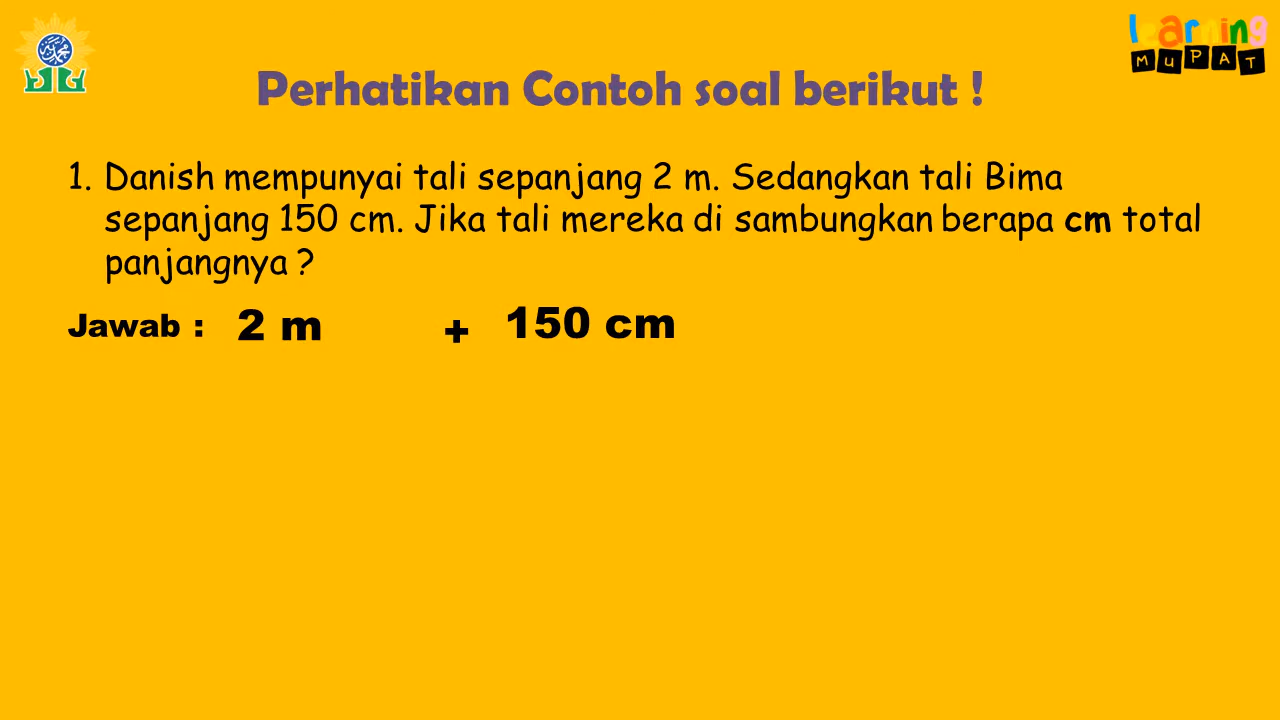 learning
MUPAT
Perhatikan Contoh soal berikut !
1. Danish mempunyai tali sepanjang 2 m. Sedangkan tali Bima
sepanjang 150 cm. Jika tali mereka di sambungkan berapa cm total
panjangnya ?
Jawab : 2 m + 150 cm